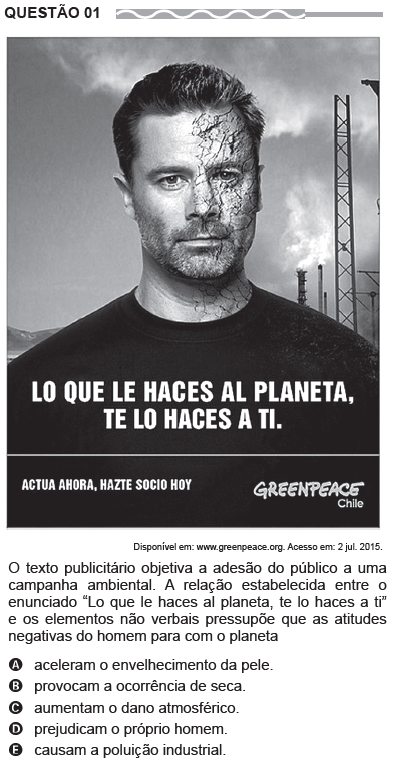 QUESTÃO 01
LO QUE LE HACES AL PLANETA,
TE LO HACES A TI.
ACTUA AHORA, HAZTE SOCIO HOY
GREENPEACE
Chile
Disponível em: www.greenpeace.org. Acesso em: 2 jul. 2015.
O texto publicitário objetiva a adesão do público a uma
campanha ambiental. A relação estabelecida entre o
enunciado “Lo que le haces al planeta, te lo haces a ti”
e os elementos não verbais pressupõe que as atitudes
negativas do homem para com o planeta
A aceleram o envelhecimento da pele.
B provocam a ocorrência de seca.
C aumentam o dano atmosférico.
D prejudicam o próprio homem.
E causam a poluição industrial.